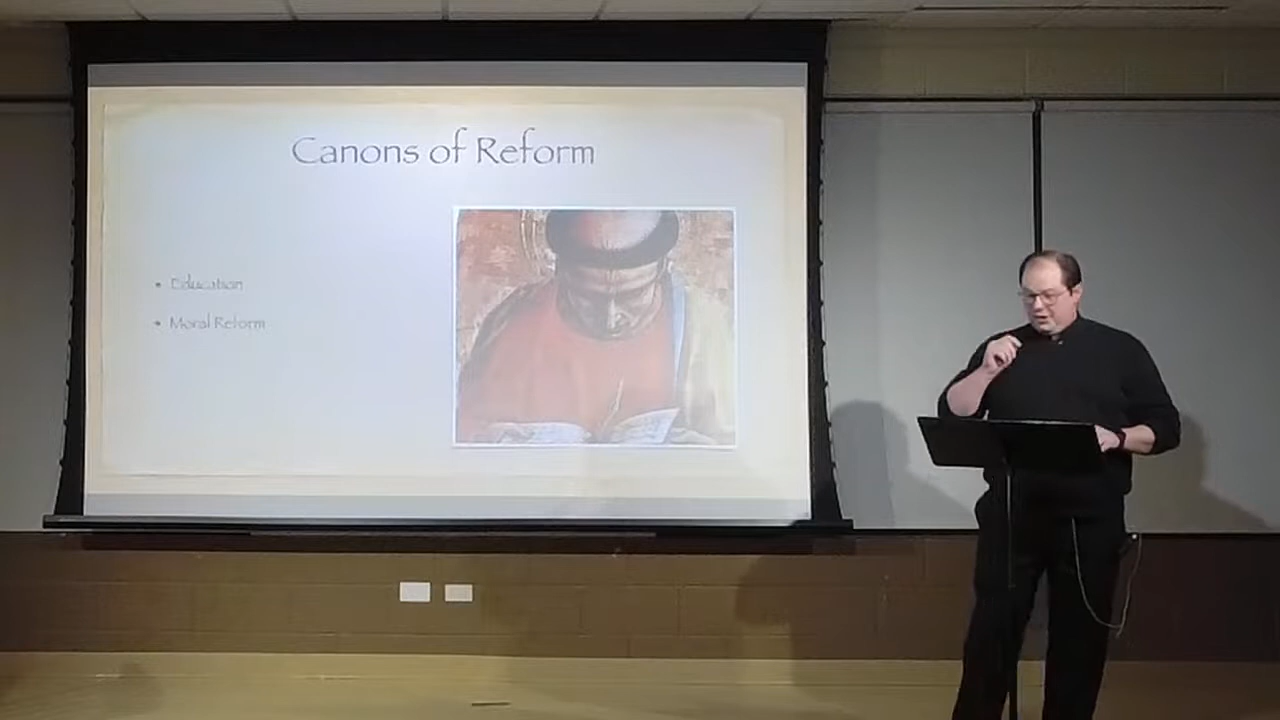 Canons of Reform
• Education
• Moral Reform